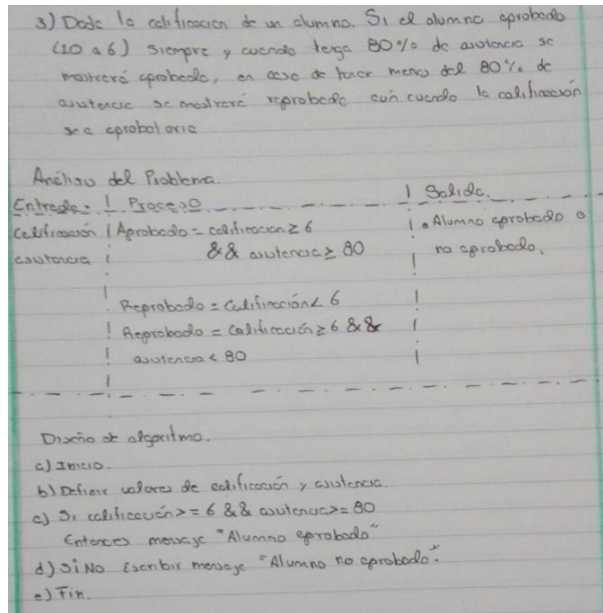 3) Dada la calificación de un alumno. Si el alumno aprobado
(10 a 6) siempre y cuando tenga 80% de asistencia se
mostrará aprobado, en caso de tener menos del 80% de
asistencia se mostrará reprobado aún cuando la calificación
sea aprobatoria
Análisis del Problema.
Entrada. Proceso Salida.
Calificación Aprobado = calificacion ≥ 6 • Alumno aprobado o
asistencia && asistencia ≥ 80 no aprobado.
Reprobado = Calificación < 6
Reprobado = Calificación ≥ 6 &&
asistencia < 80
Diseño de algoritmo.
a) Inicio.
b) Definir valores de calificación y asistencia.
c) Si calificación >= 6 && asistencia >= 80
Entonces mensaje "Alumno aprobado"
d) Si No Escribir mensaje "Alumno no aprobado".
e) Fin.